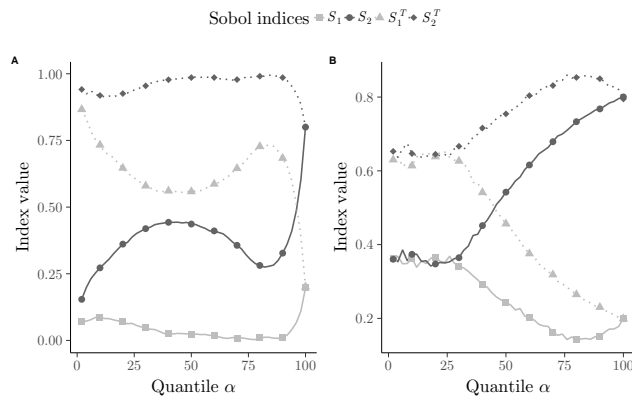 Sobol indices S₁ S₂ S₁ᵀ S₂ᵀ
A
1.00
0.75
0.50
0.25
0.00
Index value
0 25 50 75 100
Quantile α
B
0.8
0.6
0.4
0.2
Index value
0 25 50 75 100
Quantile α